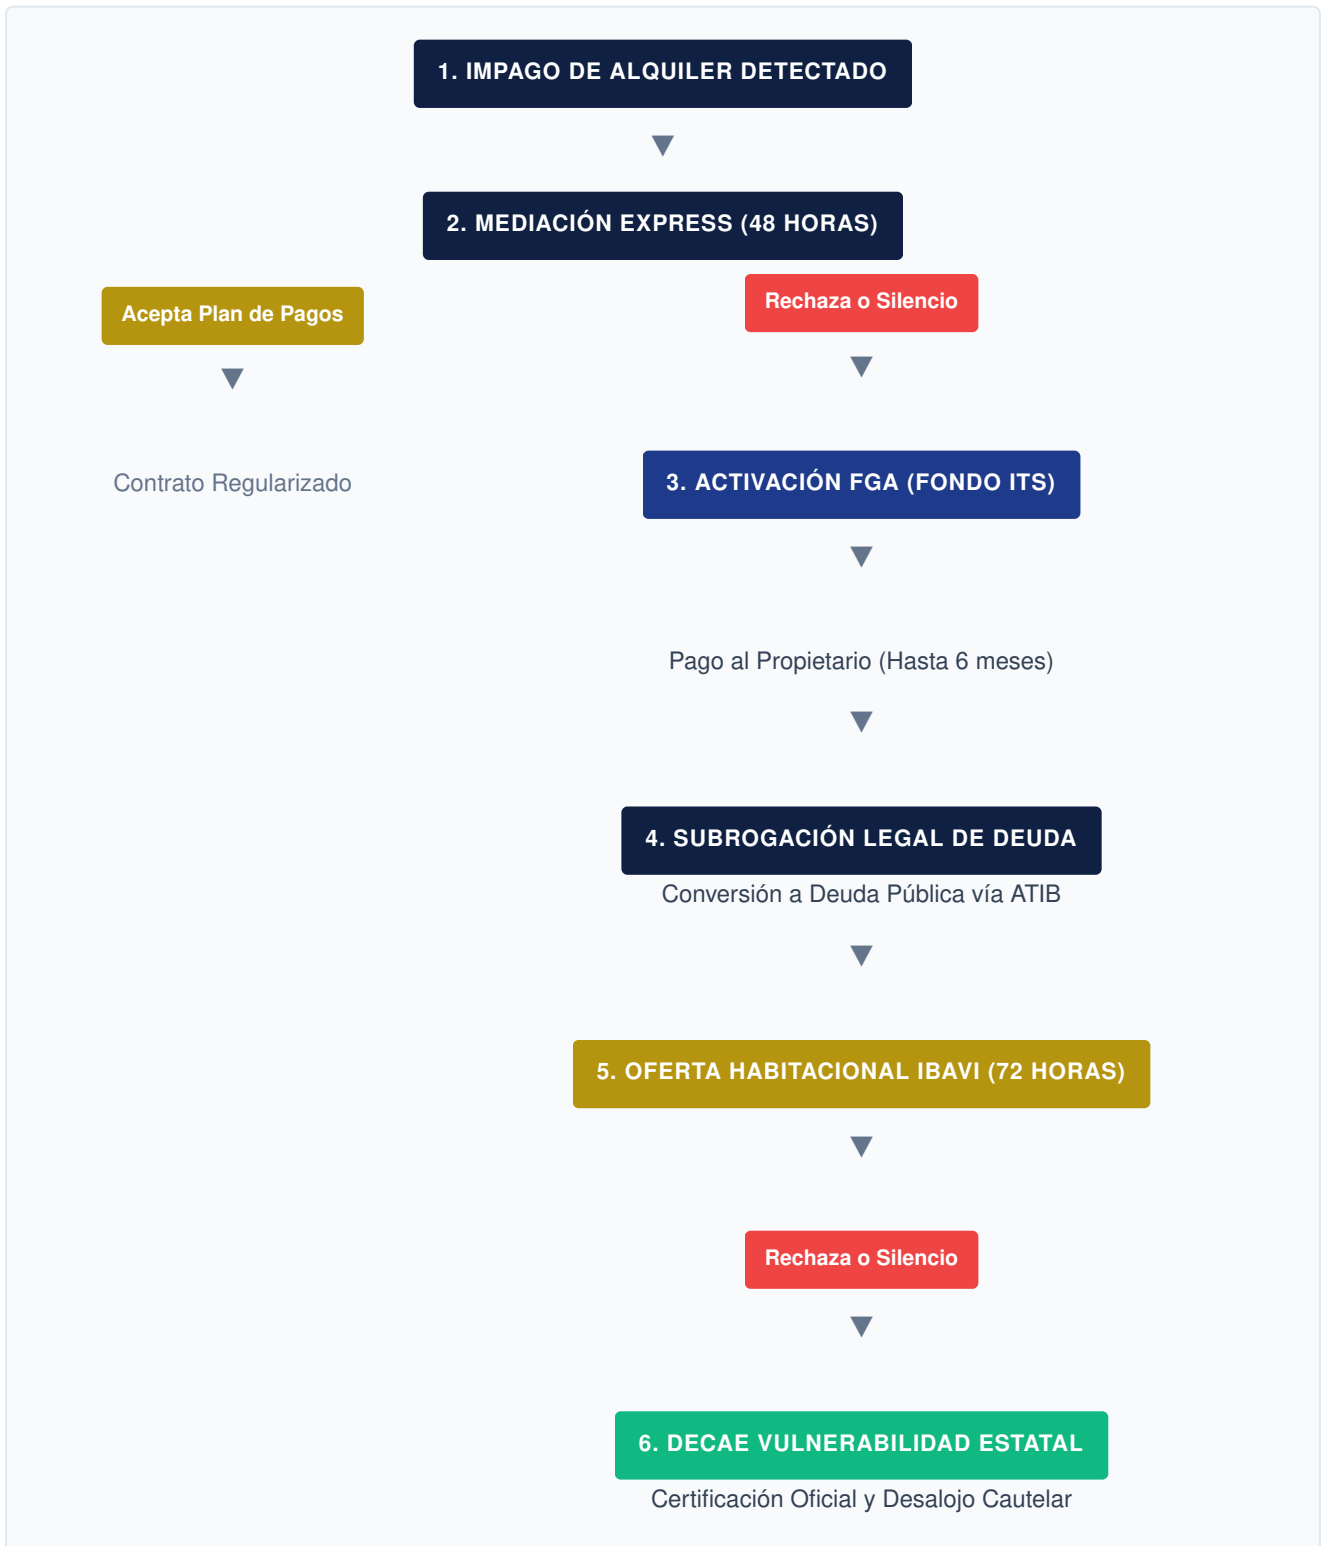 1. IMPAGO DE ALQUILER DETECTADO
2. MEDIACIÓN EXPRESS (48 HORAS)
Acepta Plan de Pagos
Contrato Regularizado
Rechaza o Silencio
3. ACTIVACIÓN FGA (FONDO ITS)
Pago al Propietario (Hasta 6 meses)
4. SUBROGACIÓN LEGAL DE DEUDA
Conversión a Deuda Pública vía ATIB
5. OFERTA HABITACIONAL IBAVI (72 HORAS)
Rechaza o Silencio
6. DECAE VULNERABILIDAD ESTATAL
Certificación Oficial y Desalojo Cautelar